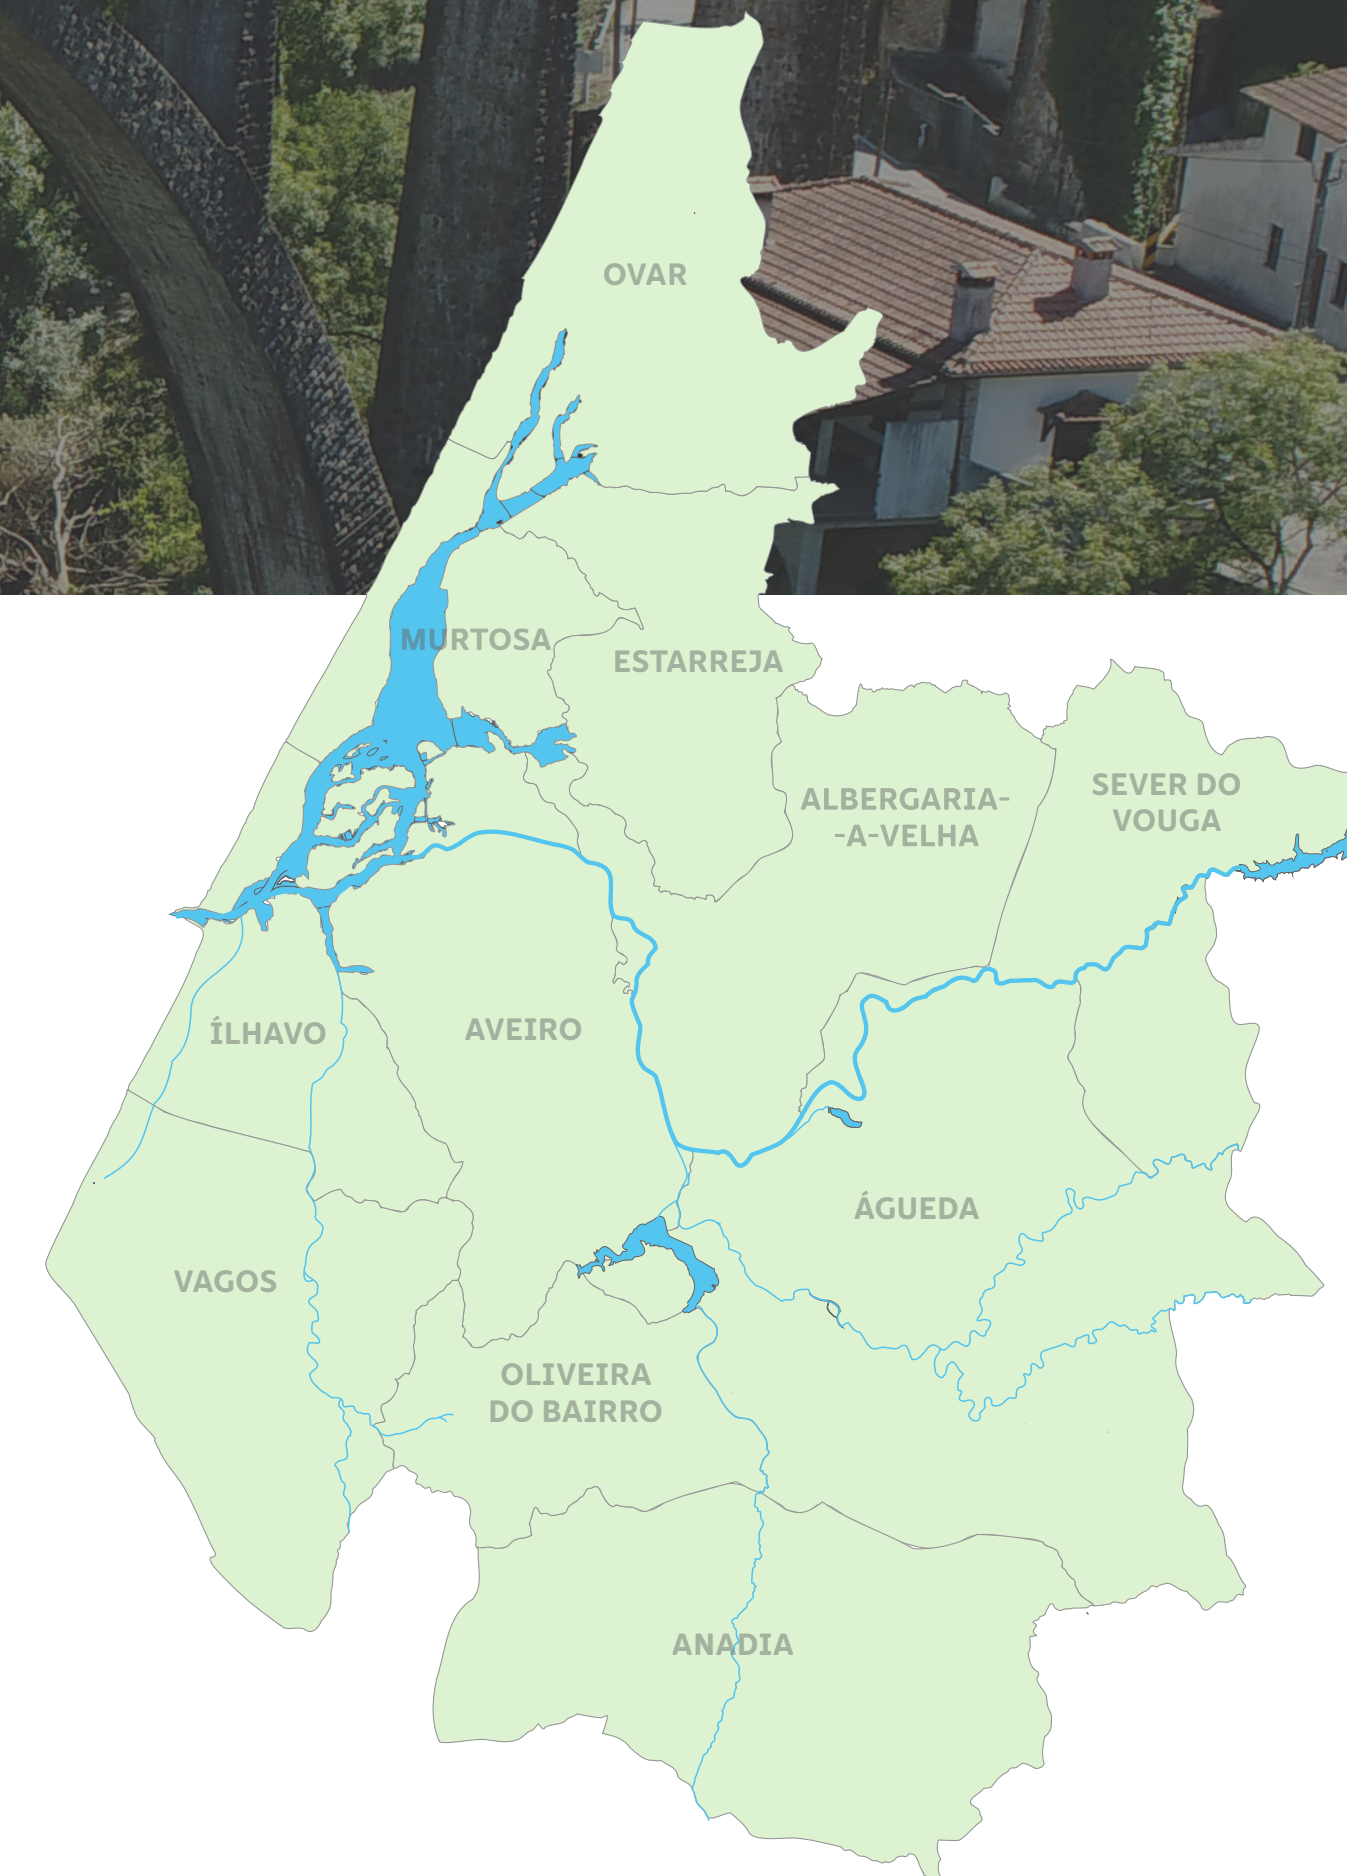 OVAR
MURTOSA
ESTARREJA
ALBERGARIA-
-A-VELHA
SEVER DO
VOUGA
ÍLHAVO
AVEIRO
ÁGUEDA
VAGOS
OLIVEIRA
DO BAIRRO
ANADIA